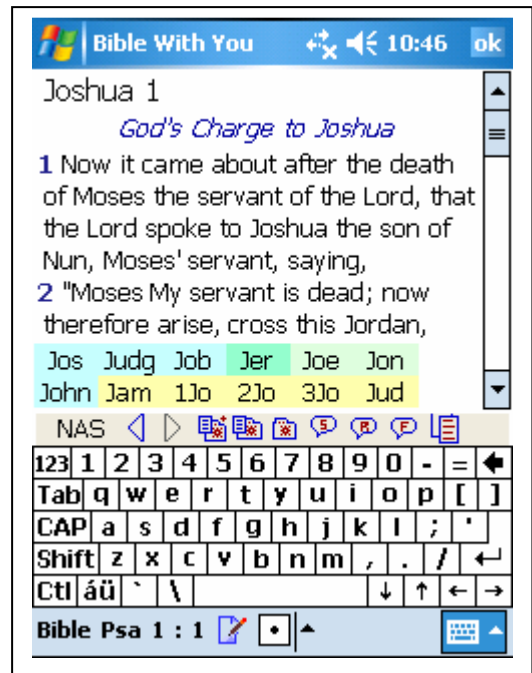 Bible With You 10:46 ok
Joshua 1
God's Charge to Joshua
1 Now it came about after the death
of Moses the servant of the Lord, that
the Lord spoke to Joshua the son of
Nun, Moses' servant, saying,
2 "Moses My servant is dead; now
therefore arise, cross this Jordan,
Jos Judg Job Jer Joe Jon
John Jam 1Jo 2Jo 3Jo Jud
NAS S R F
123 1 2 3 4 5 6 7 8 9 0 - =
Tab q w e r t y u i o p [ ]
CAP a s d f g h j k l ; '
Shift z x c v b n m , . /
Ctl áü ` \ ↓ ↑ ← →
Bible Psa 1 : 1